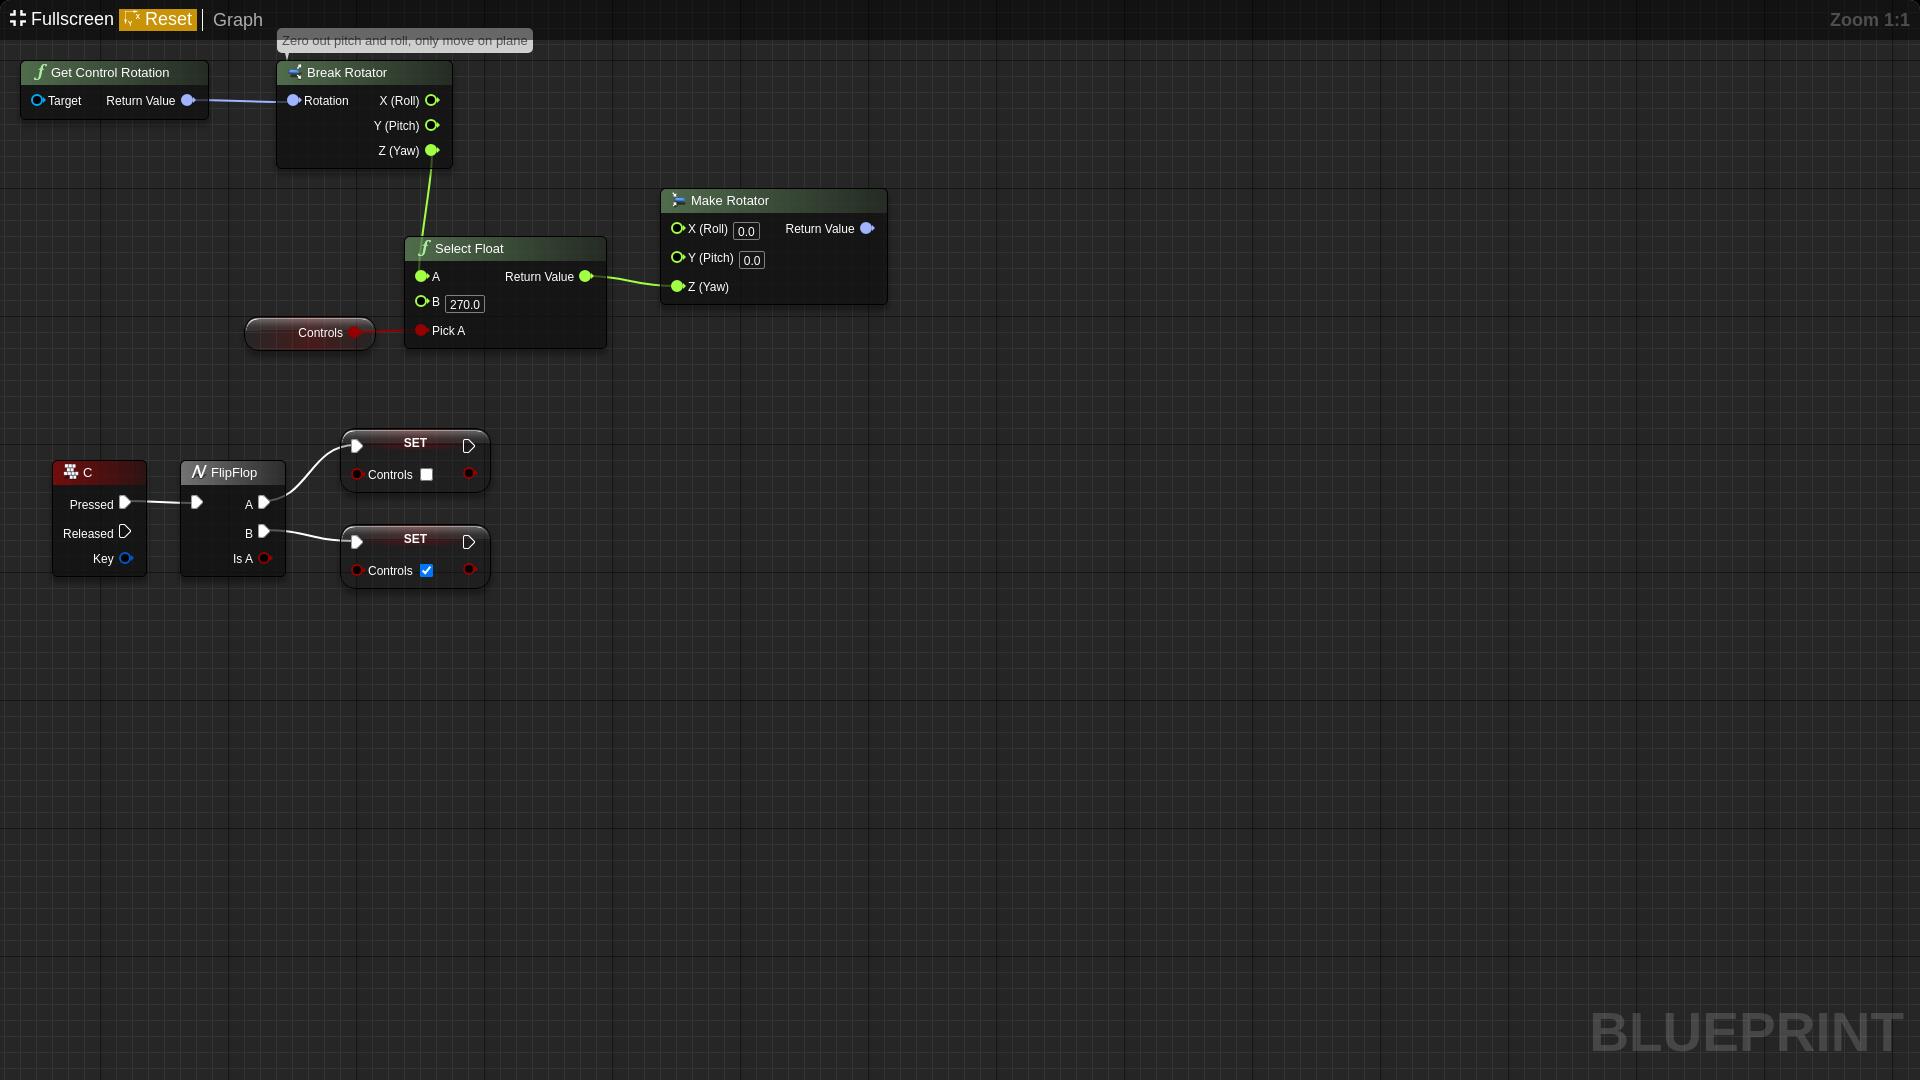 Fullscreen Reset Graph Zoom 1:1
Zero out pitch and roll, only move on plane
Get Control Rotation
Target Return Value
Break Rotator
Rotation X (Roll)
Y (Pitch)
Z (Yaw)
Make Rotator
X (Roll) 0.0 Return Value
Y (Pitch) 0.0
Z (Yaw)
Select Float
A Return Value
B 270.0
Pick A
Controls
SET
Controls
C
Pressed
Released
Key
FlipFlop
A
B
Is A
SET
Controls
BLUEPRINT